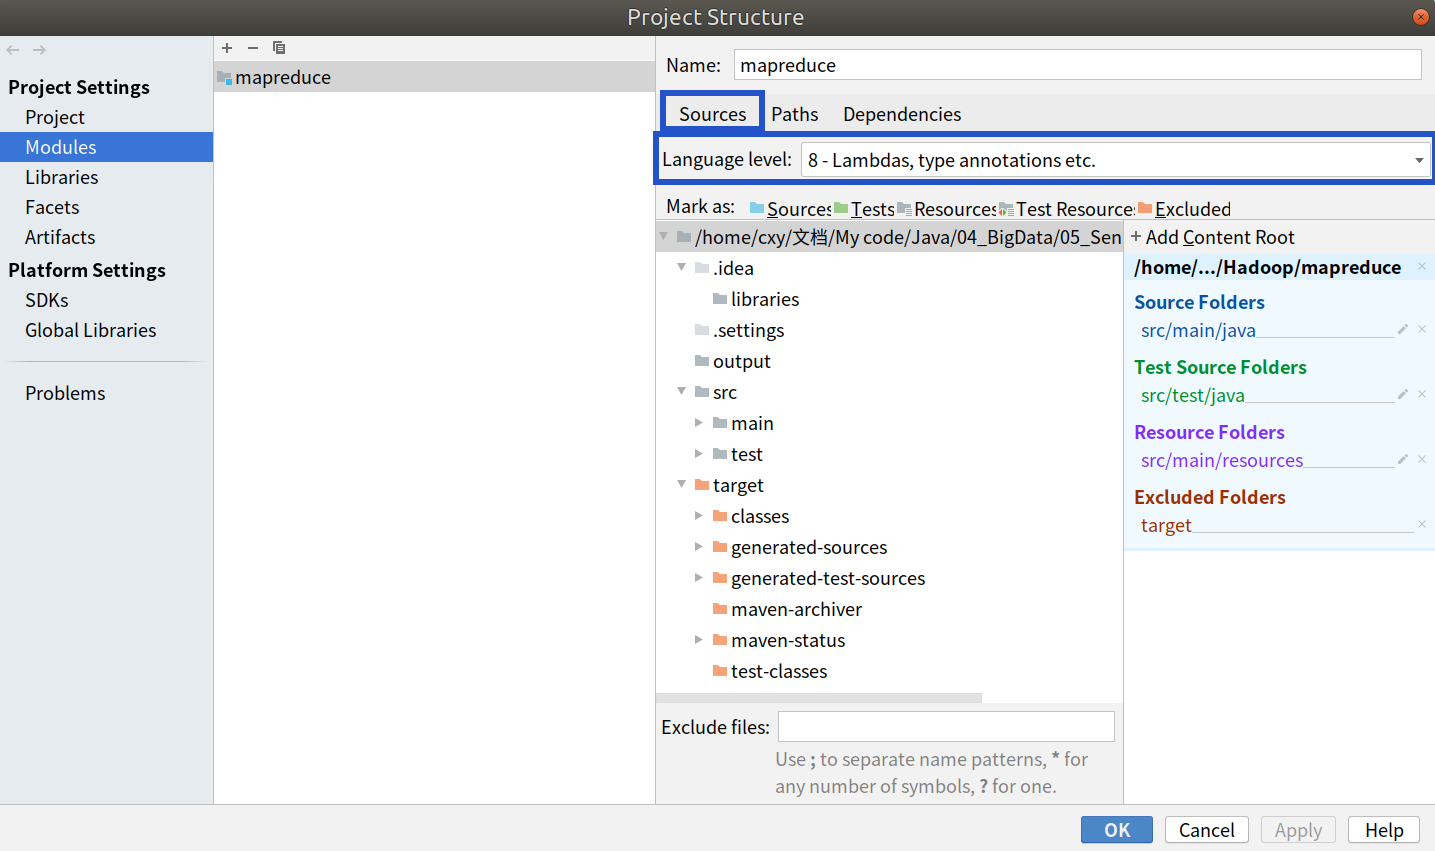 Project Structure
Project Settings
Project
Modules
Libraries
Facets
Artifacts
Platform Settings
SDKs
Global Libraries
Problems
mapreduce
Name: mapreduce
Sources Paths Dependencies
Language level: 8 - Lambdas, type annotations etc.
Mark as: Sources Tests Resources Test Resource Excluded
/home/cxy/文档/My code/Java/04_BigData/05_Sen
.idea
libraries
.settings
output
src
main
test
target
classes
generated-sources
generated-test-sources
maven-archiver
maven-status
test-classes
Exclude files:
Use ; to separate name patterns, * for
any number of symbols, ? for one.
+ Add Content Root
/home/.../Hadoop/mapreduce
Source Folders
src/main/java
Test Source Folders
src/test/java
Resource Folders
src/main/resources
Excluded Folders
target
OK Cancel Apply Help